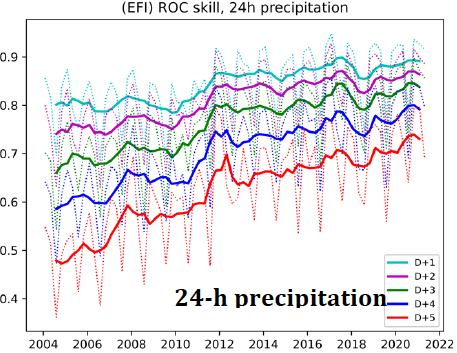 (EFI) ROC skill, 24h precipitation
0.9
0.8
0.7
0.6
0.5
0.4
D+1
D+2
D+3
D+4
D+5
24-h precipitation
2004 2006 2008 2010 2012 2014 2016 2018 2020 2022